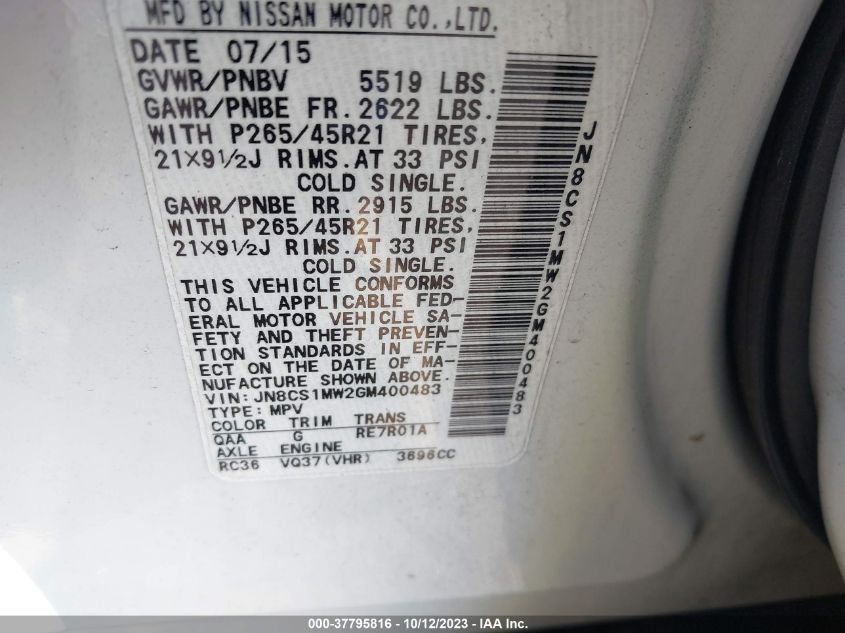 MFD BY NISSAN MOTOR CO.,LTD.
DATE 07/15
GVWR/PNBV 5519 LBS.
GAWR/PNBE FR. 2622 LBS.
WITH P265/45R21 TIRES,
21×9½J RIMS.AT 33 PSI
COLD SINGLE.
GAWR/PNBE RR. 2915 LBS.
WITH P265/45R21 TIRES,
21×9½J RIMS.AT 33 PSI
COLD SINGLE.
THIS VEHICLE CONFORMS
TO ALL APPLICABLE FED-
ERAL MOTOR VEHICLE SA-
FETY AND THEFT PREVEN-
TION STANDARDS IN EFF-
ECT ON THE DATE OF MA-
NUFACTURE SHOWN ABOVE.
VIN: JN8CS1MW2GM400483
TYPE: MPV
COLOR TRIM TRANS
QAA G RE7R01A
AXLE ENGINE
RC36 VQ37(VHR) 3696CC
JN8CS1MW2GM400483
000-37795816 - 10/12/2023 - IAA Inc.